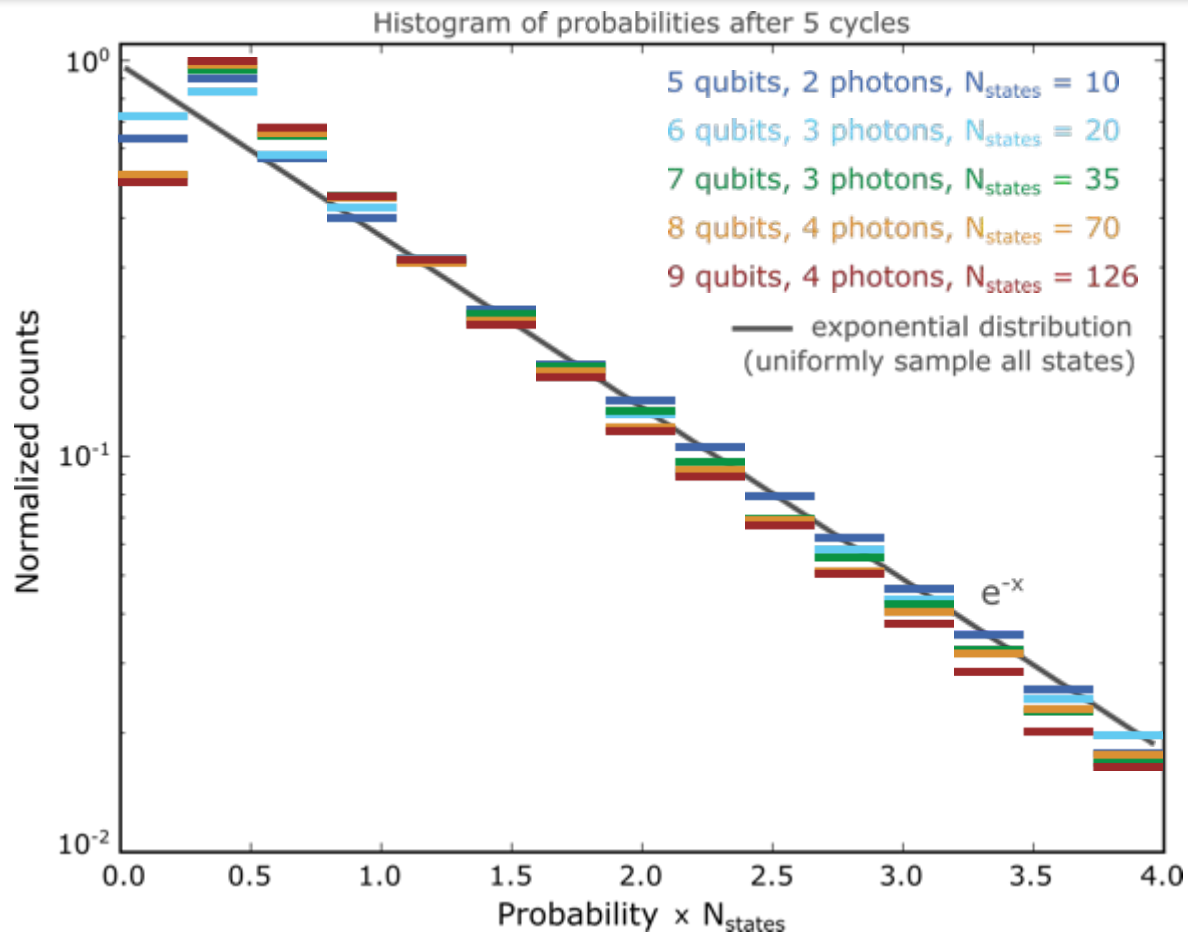 Histogram of probabilities after 5 cycles
10⁰
5 qubits, 2 photons, Nstates = 10
6 qubits, 3 photons, Nstates = 20
7 qubits, 3 photons, Nstates = 35
8 qubits, 4 photons, Nstates = 70
9 qubits, 4 photons, Nstates = 126
exponential distribution
(uniformly sample all states)
Normalized counts
10⁻¹
e⁻ˣ
10⁻²
0.0 0.5 1.0 1.5 2.0 2.5 3.0 3.5 4.0
Probability × Nstates